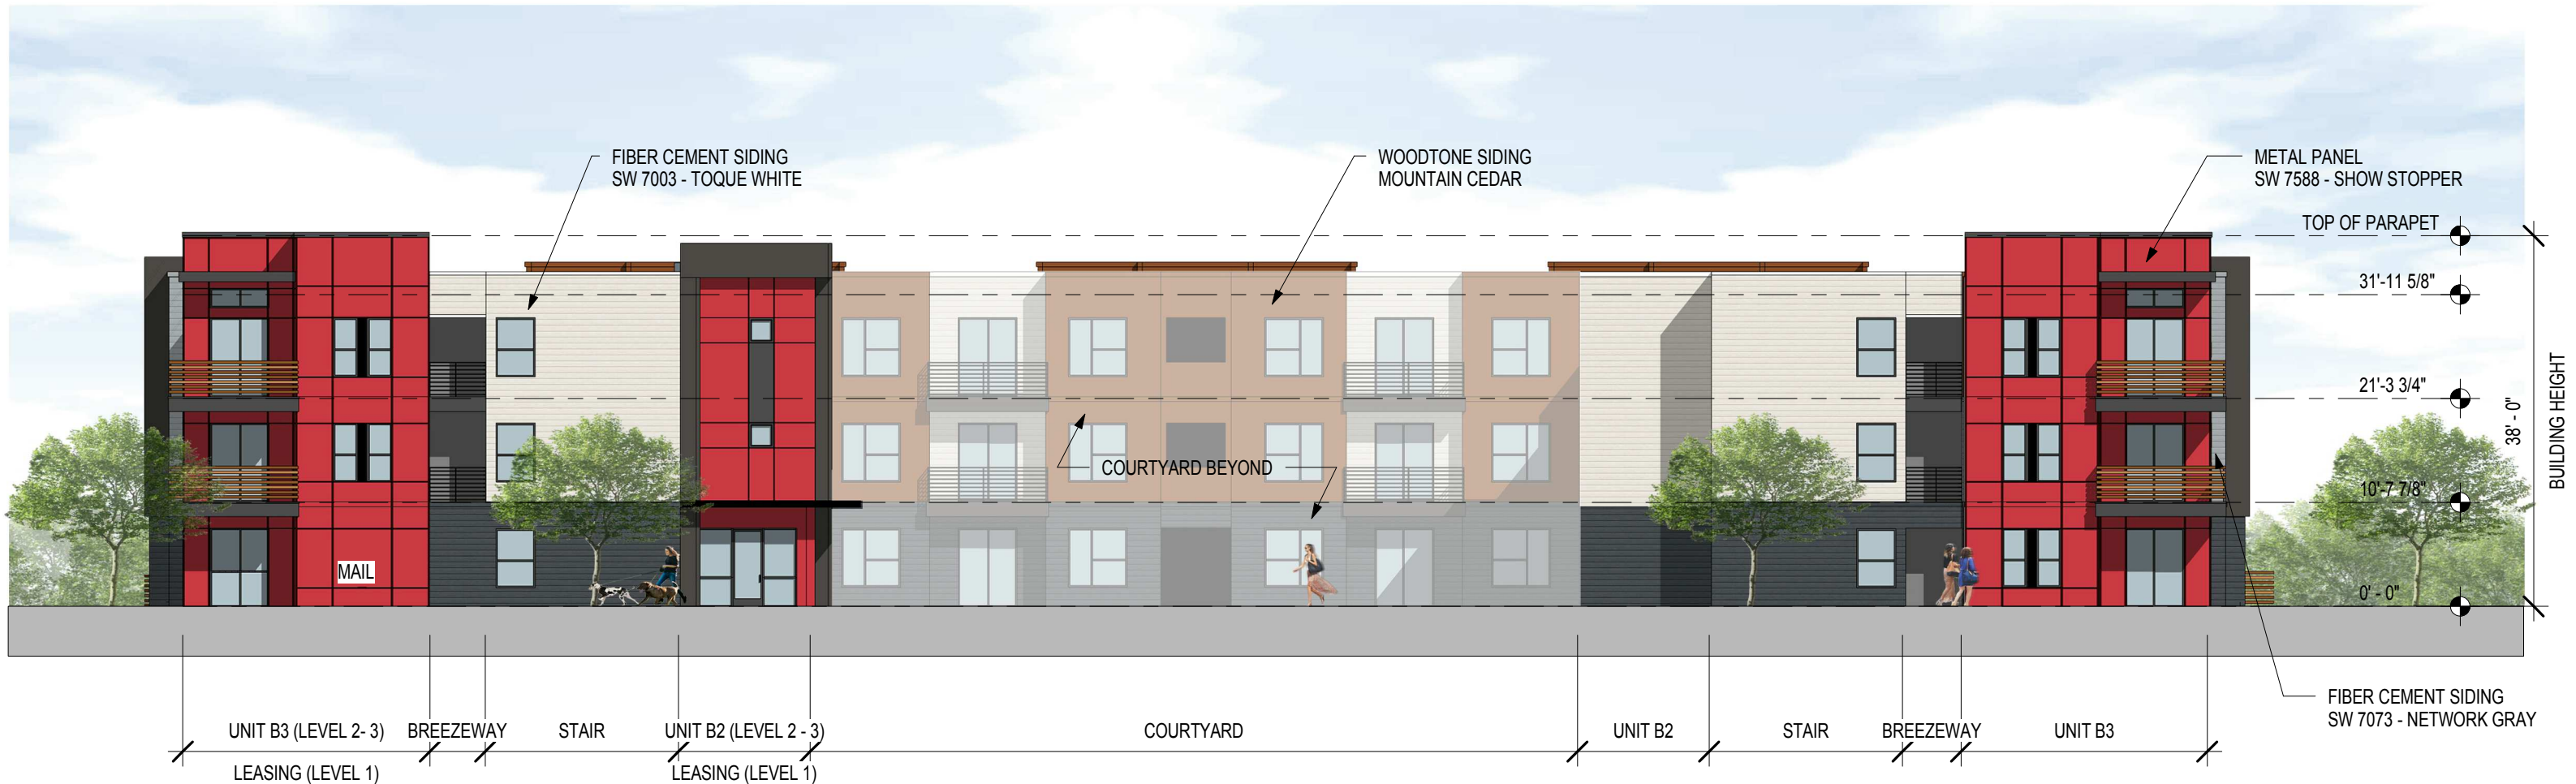 FIBER CEMENT SIDING
SW 7003 - TOQUE WHITE
WOODTONE SIDING
MOUNTAIN CEDAR
METAL PANEL
SW 7588 - SHOW STOPPER
TOP OF PARAPET
31'-11 5/8"
21'-3 3/4"
10'-7 7/8"
0' - 0"
38' - 0"
BUILDING HEIGHT
COURTYARD BEYOND
MAIL
FIBER CEMENT SIDING
SW 7073 - NETWORK GRAY
UNIT B3 (LEVEL 2- 3)
LEASING (LEVEL 1)
BREEZEWAY
STAIR
UNIT B2 (LEVEL 2 - 3)
LEASING (LEVEL 1)
COURTYARD
UNIT B2
STAIR
BREEZEWAY
UNIT B3